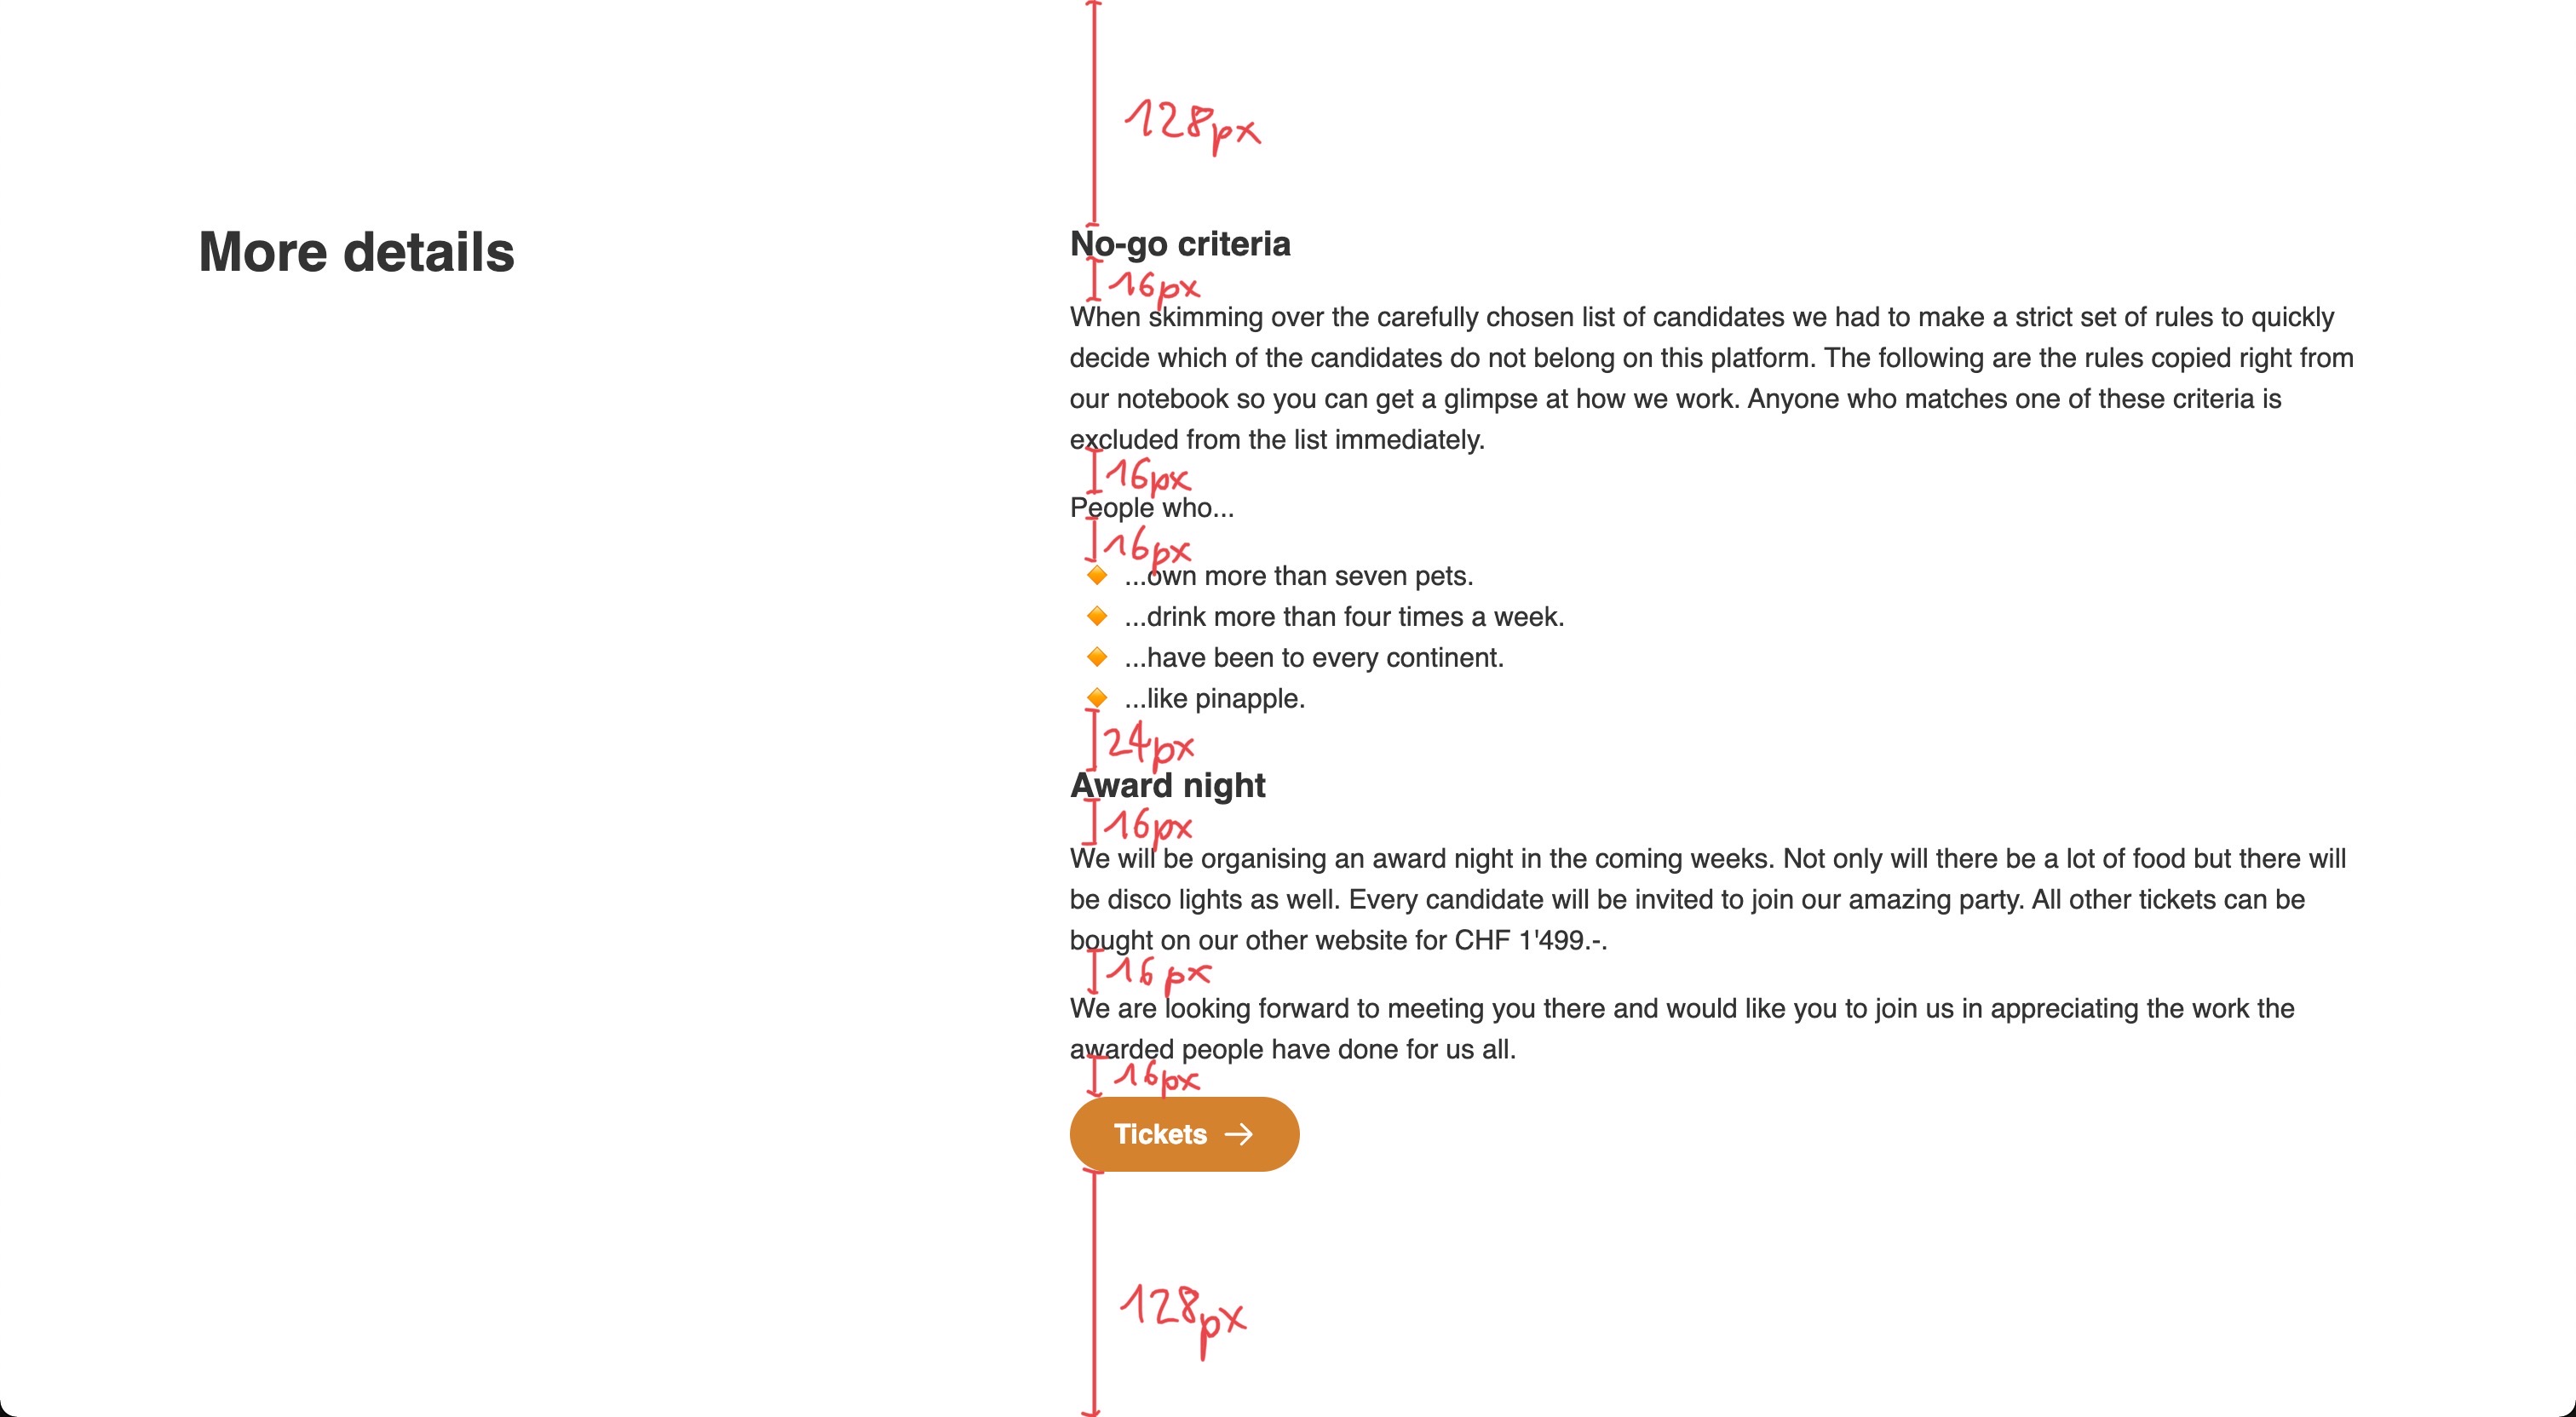 128px
More details
No-go criteria
16px
When skimming over the carefully chosen list of candidates we had to make a strict set of rules to quickly
decide which of the candidates do not belong on this platform. The following are the rules copied right from
our notebook so you can get a glimpse at how we work. Anyone who matches one of these criteria is
excluded from the list immediately.
16px
People who...
16px
...own more than seven pets.
...drink more than four times a week.
...have been to every continent.
...like pinapple.
24px
Award night
16px
We will be organising an award night in the coming weeks. Not only will there be a lot of food but there will
be disco lights as well. Every candidate will be invited to join our amazing party. All other tickets can be
bought on our other website for CHF 1'499.-.
16px
We are looking forward to meeting you there and would like you to join us in appreciating the work the
awarded people have done for us all.
16px
Tickets →
128px